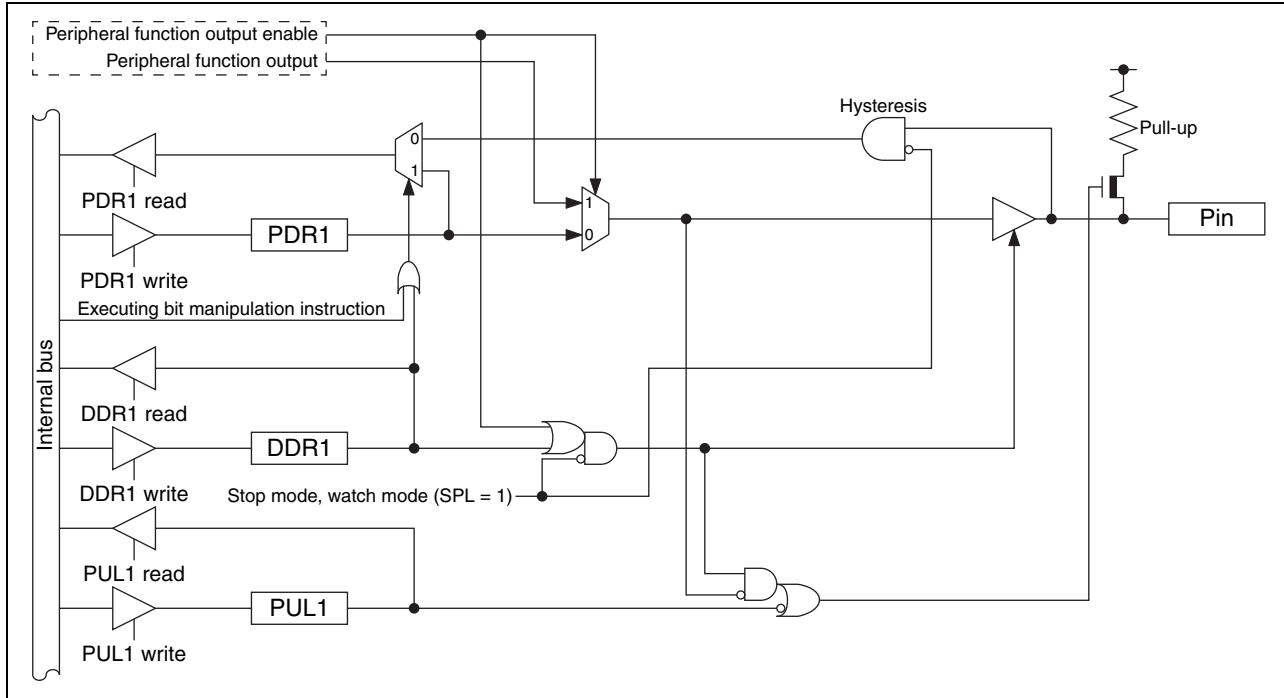 Peripheral function output enable
Peripheral function output
Hysteresis
Pull-up
0
1
PDR1 read
1
0
PDR1
Pin
PDR1 write
Executing bit manipulation instruction
Internal bus
DDR1 read
DDR1
DDR1 write
Stop mode, watch mode (SPL = 1)
PUL1 read
PUL1
PUL1 write